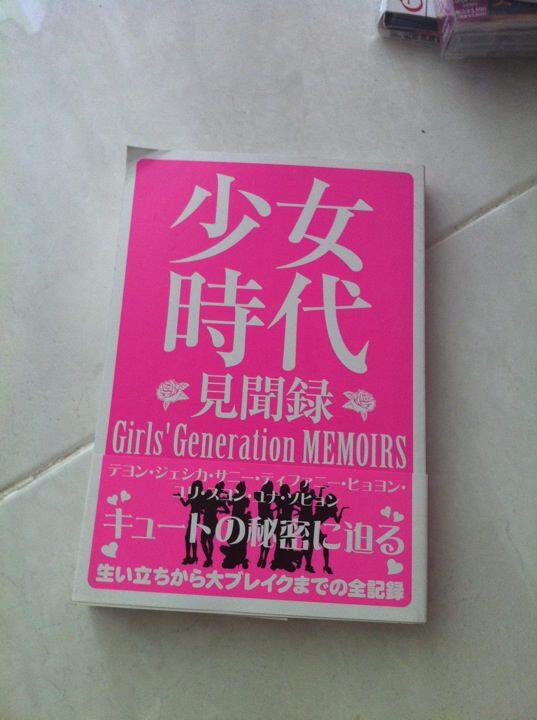 少女
時代
見聞録
Girls' Generation MEMOIRS
テヨン・ジェシカ・サニー・ティファニー・ヒョヨン・
ユリ・スヨン・ユナ・ソヒョン
キュートの秘密に迫る
生い立ちから大ブレイクまでの全記録